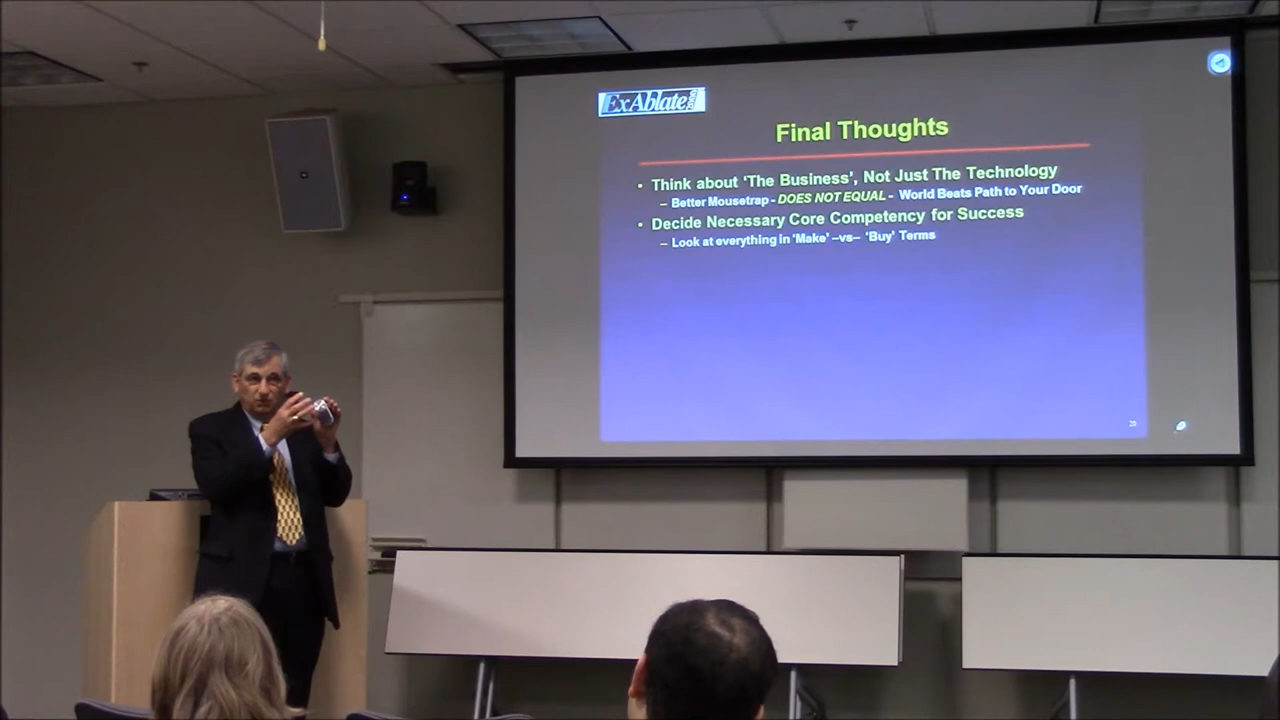 ExAblate 2000
Final Thoughts
• Think about ‘The Business’, Not Just The Technology
– Better Mousetrap - DOES NOT EQUAL - World Beats Path to Your Door
• Decide Necessary Core Competency for Success
– Look at everything in ‘Make’ –vs– ‘Buy’ Terms